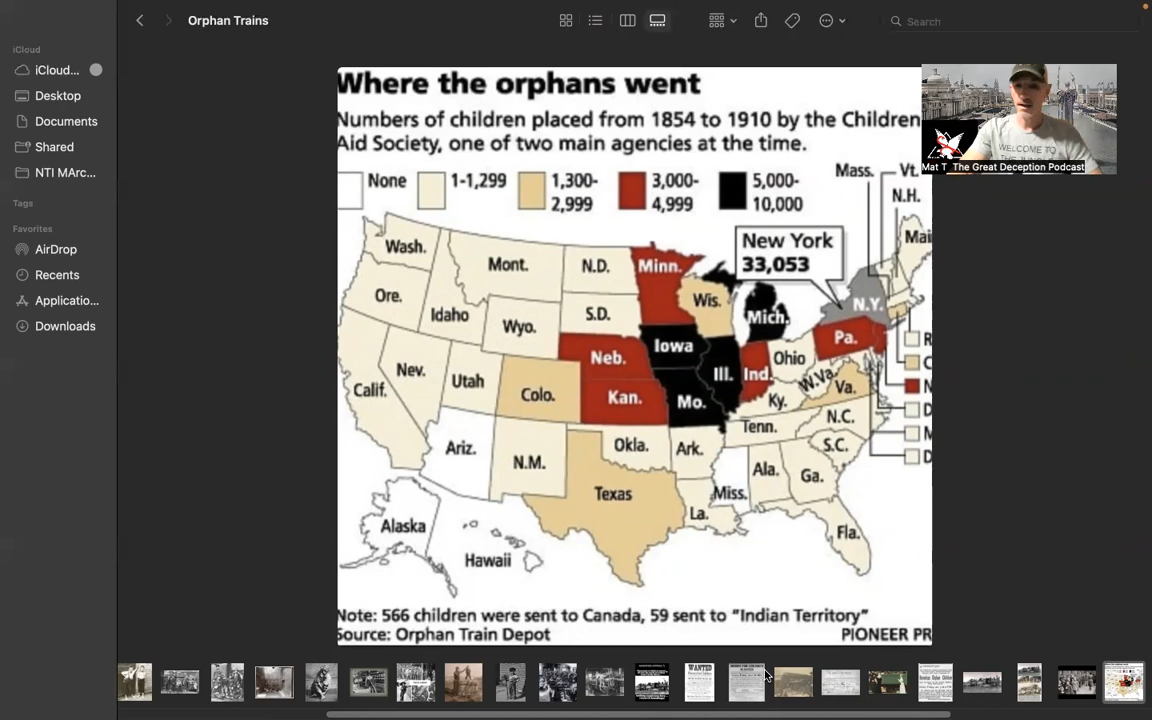 Orphan Trains
Search
iCloud
iCloud...
Desktop
Documents
Shared
NTI MArc...
Tags
Favorites
AirDrop
Recents
Applicatio...
Downloads
Where the orphans went
Numbers of children placed from 1854 to 1910 by the Children
Aid Society, one of two main agencies at the time.
None
1-1,299
1,300-
2,999
3,000-
4,999
5,000-
10,000
Mass.
Vt.
N.H.
Mai
New York
33,053
Wash.
Mont.
N.D.
Minn.
Ore.
Idaho
Wyo.
S.D.
Wis.
Mich.
N.Y.
Nev.
Utah
Colo.
Neb.
Iowa
Ill.
Ind.
Ohio
Pa.
R
C
N
D
M
D
Calif.
Kan.
Mo.
Ky.
W.Va.
Va.
Ariz.
N.M.
Okla.
Ark.
Tenn.
N.C.
S.C.
Texas
La.
Miss.
Ala.
Ga.
Fla.
Alaska
Hawaii
Note: 566 children were sent to Canada, 59 sent to "Indian Territory"
Source: Orphan Train Depot
PIONEER PR
WELCOME TO
Mat T The Great Deception Podcast
WANTED